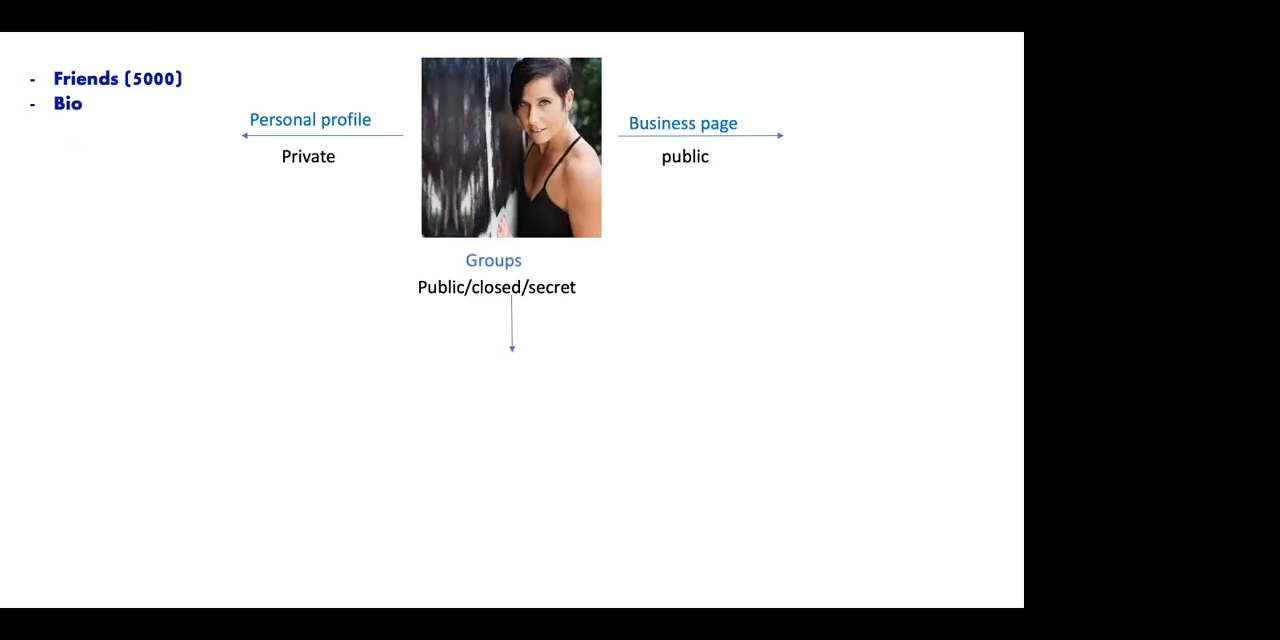 - Friends (5000)
- Bio
Personal profile
Private
Business page
public
Groups
Public/closed/secret